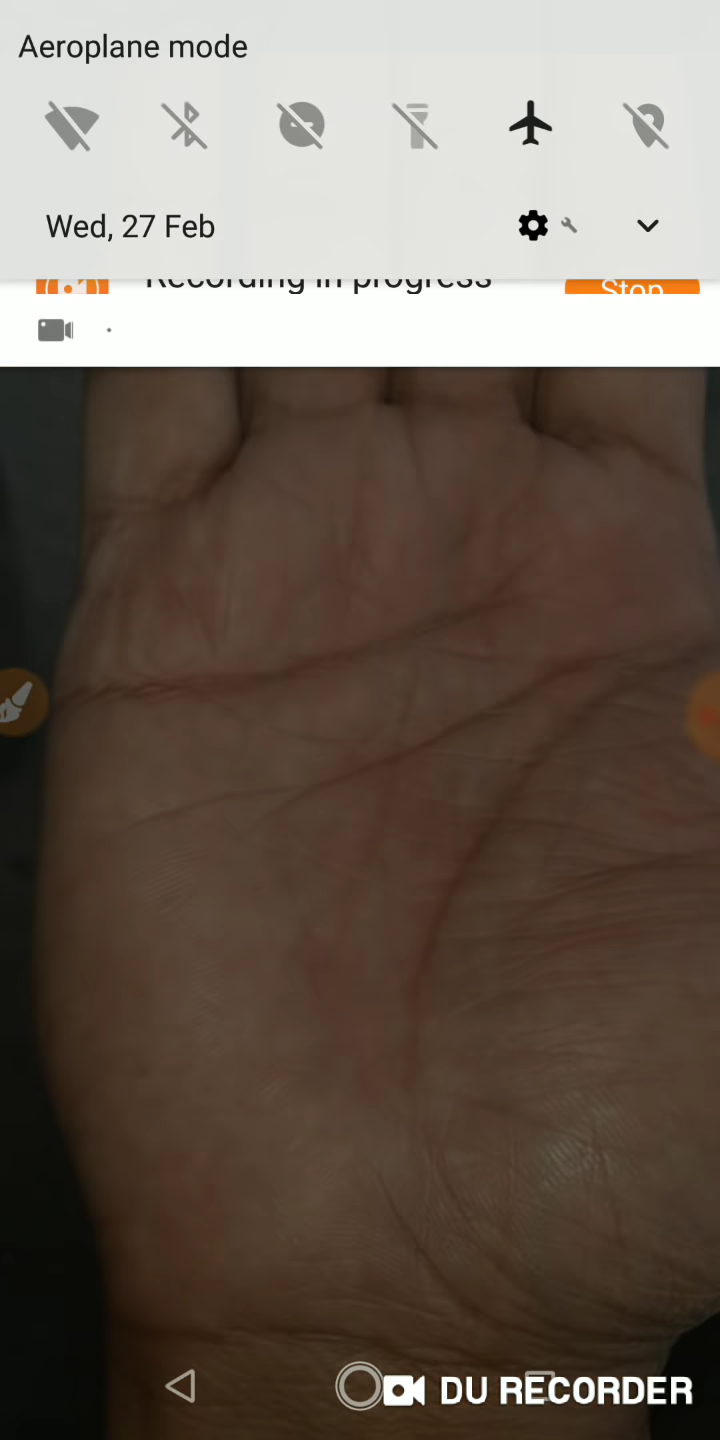 Aeroplane mode
Wed, 27 Feb
Recording in progress
Stop
DU RECORDER